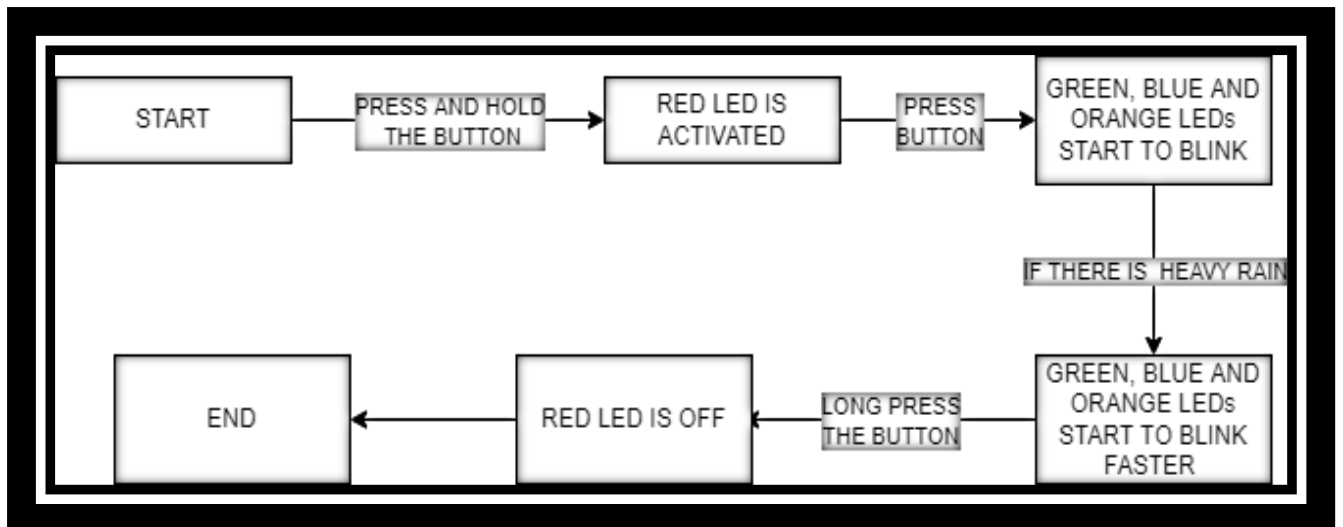 START
PRESS AND HOLD
THE BUTTON
RED LED IS
ACTIVATED
PRESS
BUTTON
GREEN, BLUE AND
ORANGE LEDs
START TO BLINK
IF THERE IS HEAVY RAIN
GREEN, BLUE AND
ORANGE LEDs
START TO BLINK
FASTER
LONG PRESS
THE BUTTON
RED LED IS OFF
END